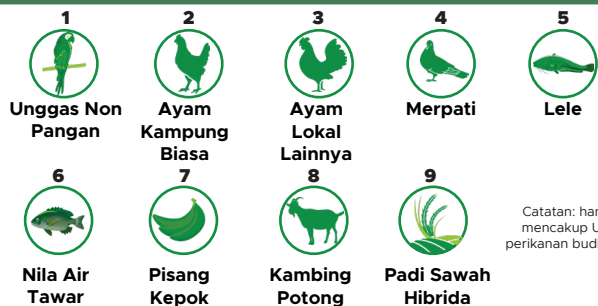 1
2
3
4
5
Unggas Non
Pangan
Ayam
Kampung
Biasa
Ayam
Lokal
Lainnya
Merpati
Lele
6
7
8
9
Nila Air
Tawar
Pisang
Kepok
Kambing
Potong
Padi Sawah
Hibrida
Catatan:
mencakup
perikanan